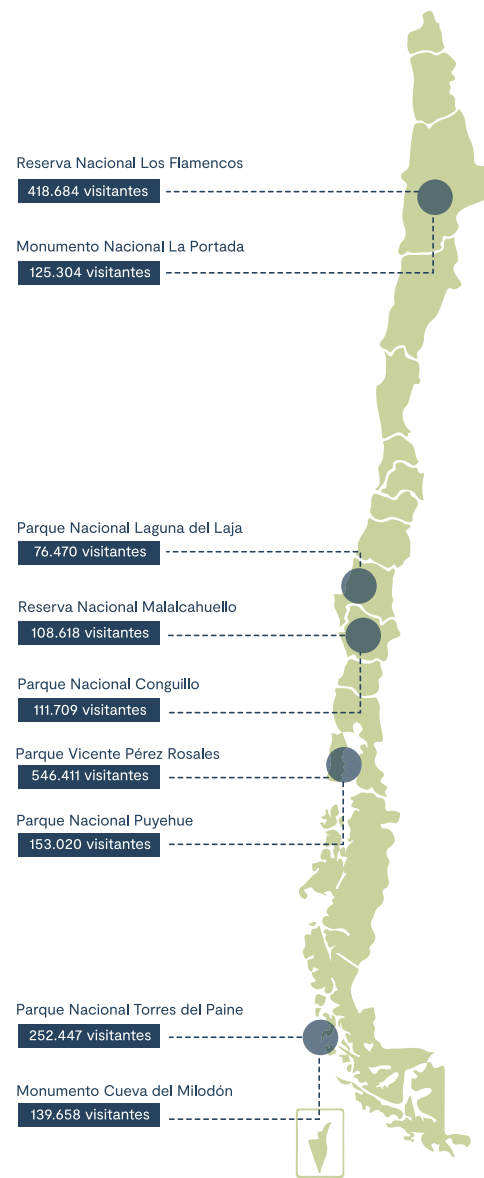 Reserva Nacional Los Flamencos
418.684 visitantes
Monumento Nacional La Portada
125.304 visitantes
Parque Nacional Laguna del Laja
76.470 visitantes
Reserva Nacional Malalcahuello
108.618 visitantes
Parque Nacional Conguillo
111.709 visitantes
Parque Vicente Pérez Rosales
546.411 visitantes
Parque Nacional Puyehue
153.020 visitantes
Parque Nacional Torres del Paine
252.447 visitantes
Monumento Cueva del Milodón
139.658 visitantes